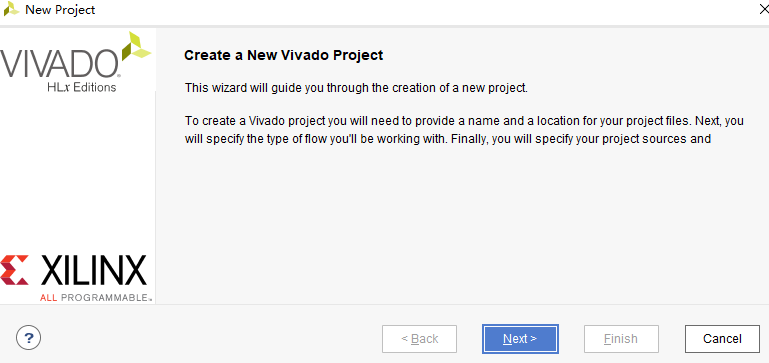 New Project
VIVADO
HLx Editions
Create a New Vivado Project
This wizard will guide you through the creation of a new project.
To create a Vivado project you will need to provide a name and a location for your project files. Next, you
will specify the type of flow you'll be working with. Finally, you will specify your project sources and
XILINX
ALL PROGRAMMABLE
?
< Back
Next >
Finish
Cancel